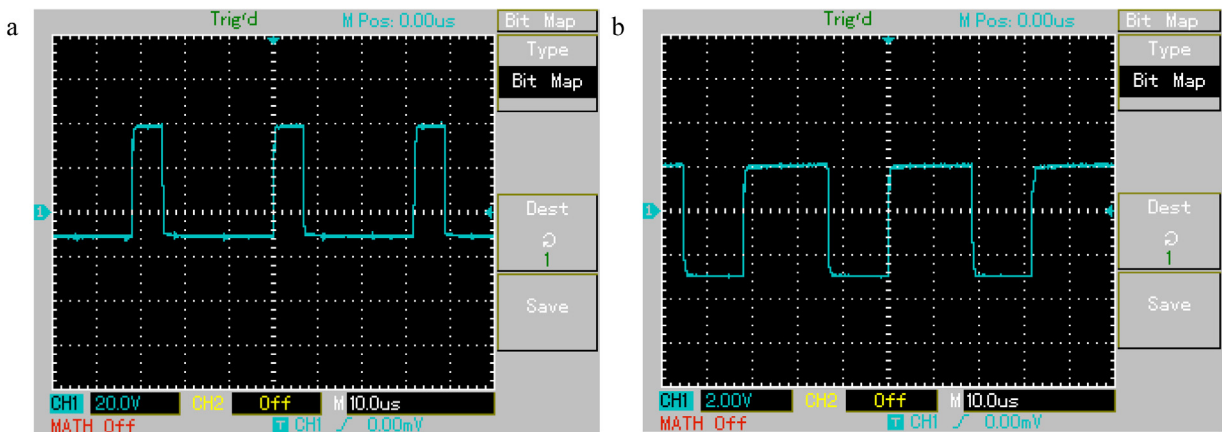 a
Trig'd M Pos: 0.00us Bit Map
Type
Bit Map
1
Dest
1
Save
CH1 20.0V CH2 Off M 10.0us
MATH Off T CH1 0.00mV
b
Trig'd M Pos: 0.00us Bit Map
Type
Bit Map
1
Dest
1
Save
CH1 2.00V CH2 Off M 10.0us
MATH Off T CH1 0.00mV